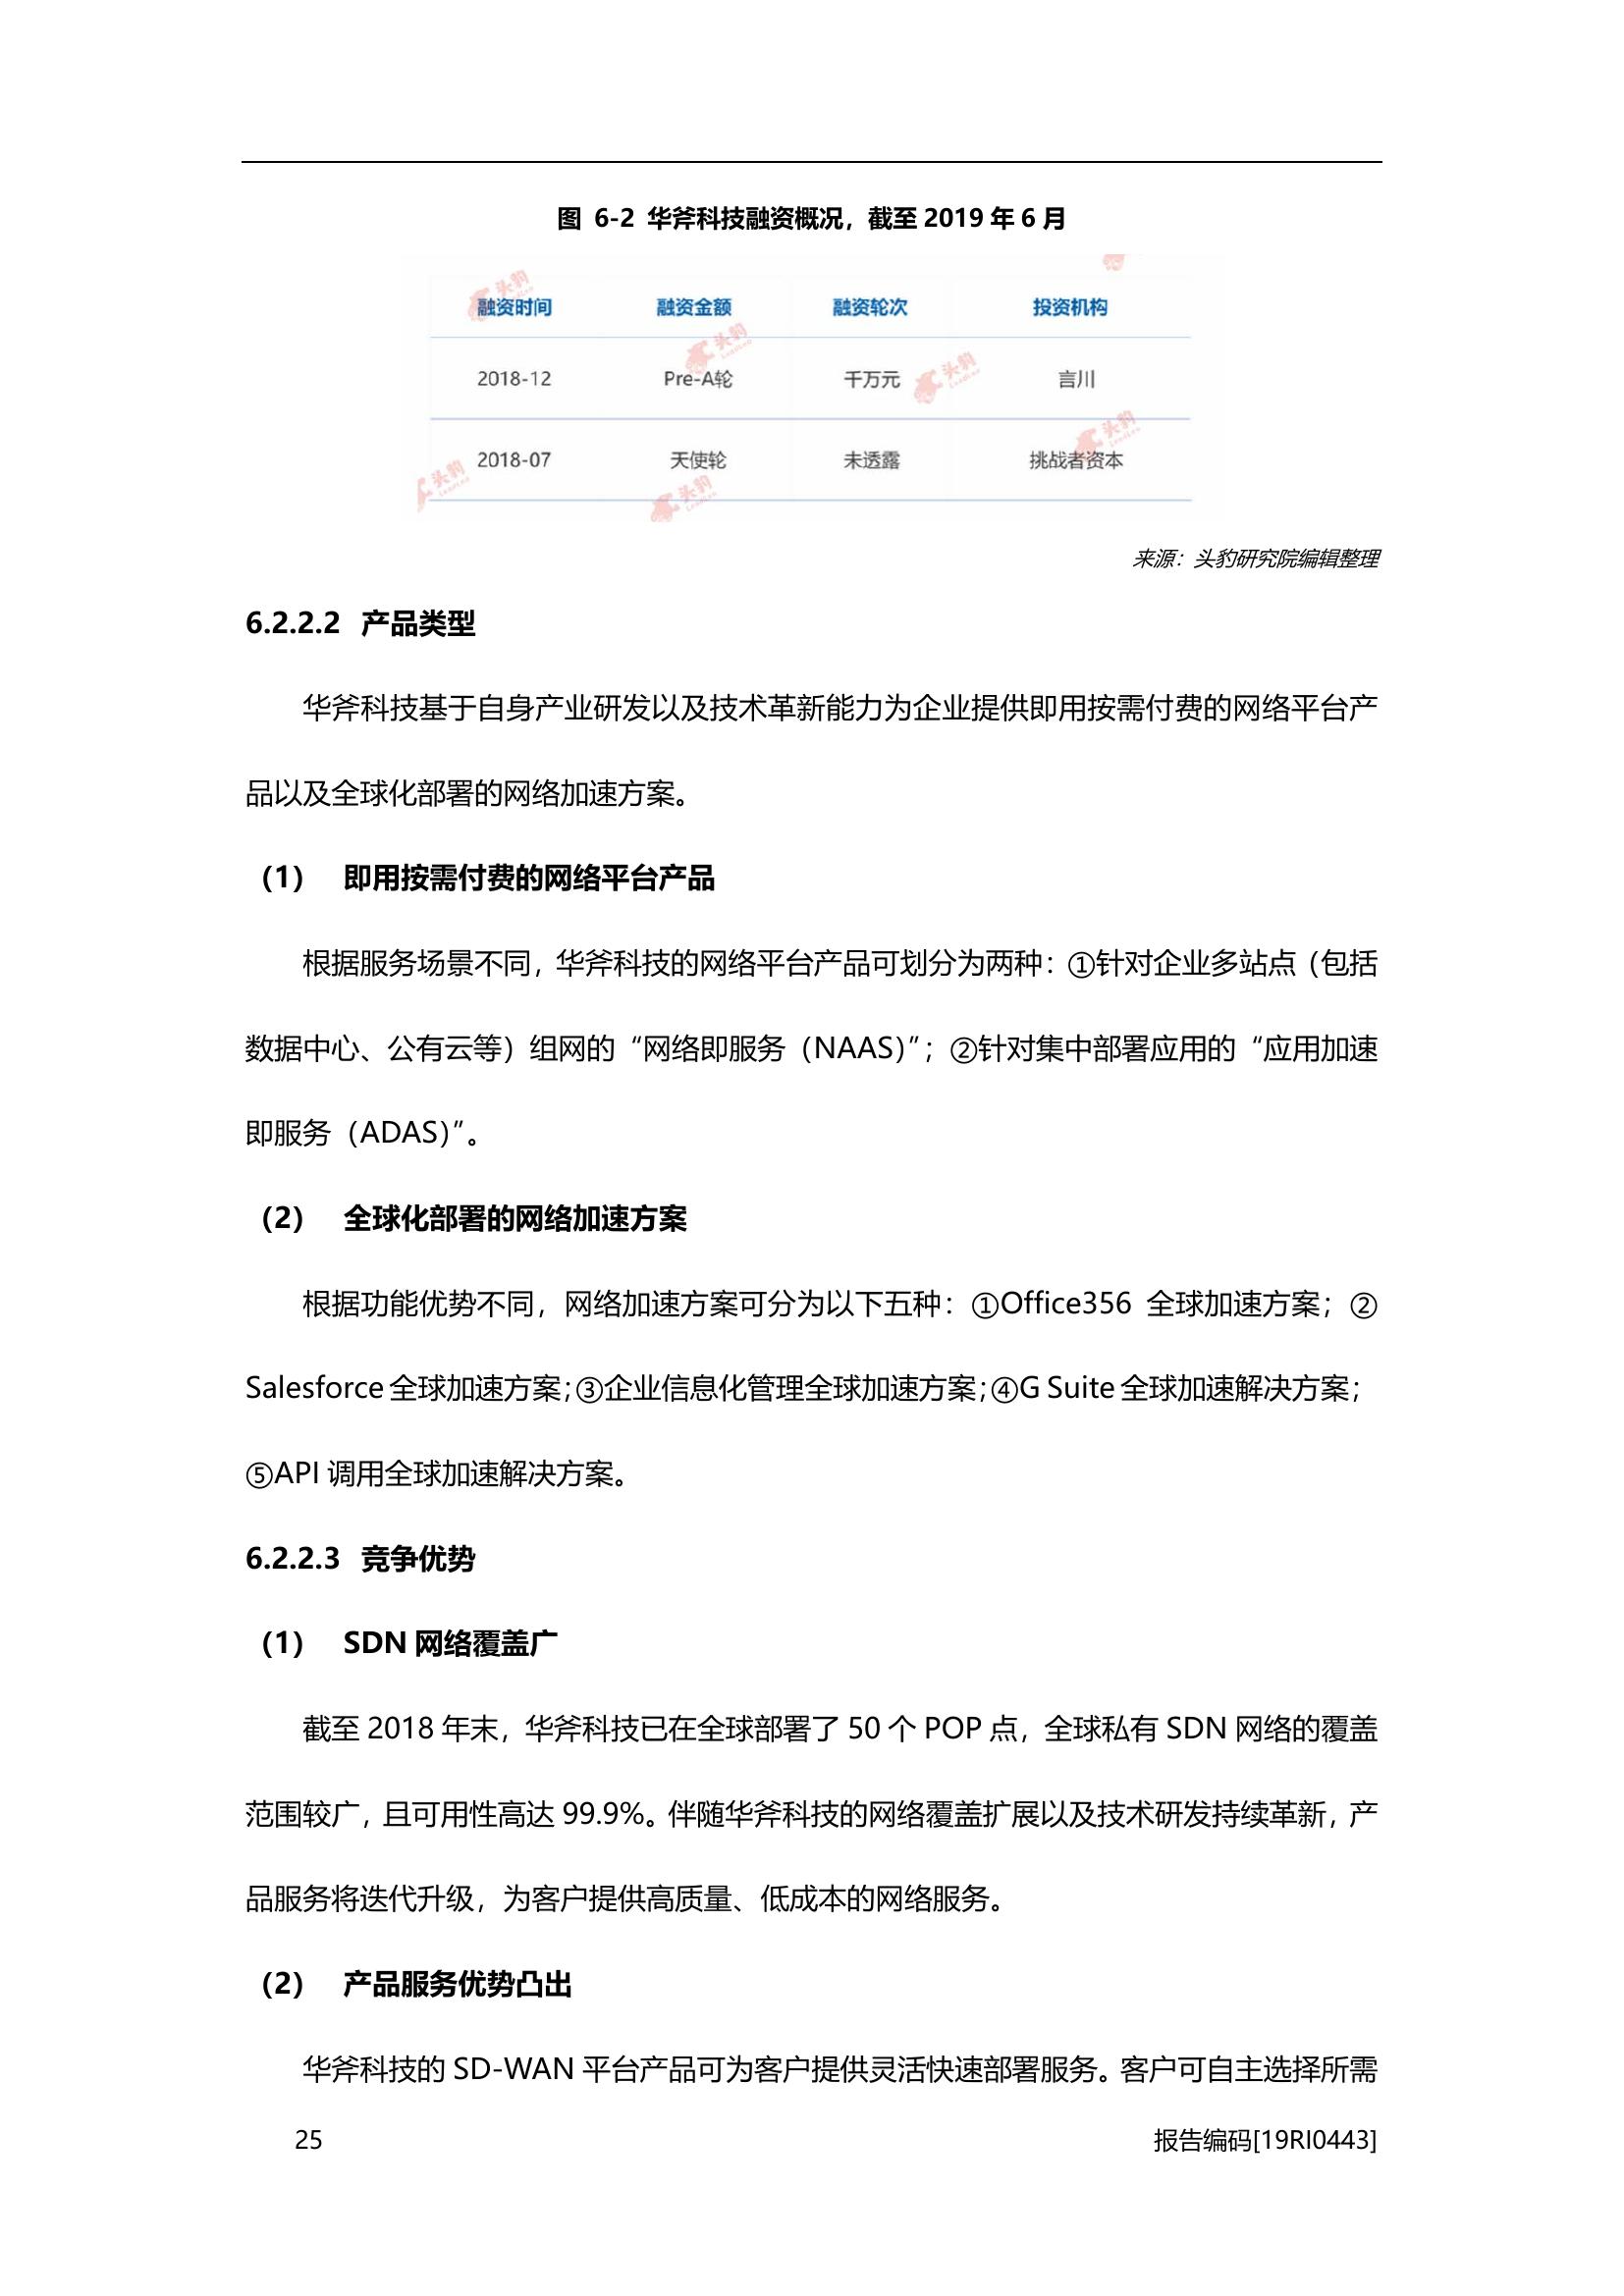 图 6-2 华斧科技融资概况，截至 2019 年 6 月
融资时间 融资金额 融资轮次 投资机构
2018-12 Pre-A轮 千万元 言川
2018-07 天使轮 未透露 挑战者资本
头豹 LeadLeo
头豹 LeadLeo
头豹 LeadLeo
头豹 LeadLeo
头豹 LeadLeo
头豹 LeadLeo
来源：头豹研究院编辑整理
6.2.2.2 产品类型
华斧科技基于自身产业研发以及技术革新能力为企业提供即用按需付费的网络平台产
品以及全球化部署的网络加速方案。
（1） 即用按需付费的网络平台产品
根据服务场景不同，华斧科技的网络平台产品可划分为两种：①针对企业多站点（包括
数据中心、公有云等）组网的“网络即服务（NAAS）”；②针对集中部署应用的“应用加速
即服务（ADAS）”。
（2） 全球化部署的网络加速方案
根据功能优势不同，网络加速方案可分为以下五种：①Office356 全球加速方案；②
Salesforce 全球加速方案；③企业信息化管理全球加速方案；④G Suite 全球加速解决方案；
⑤API 调用全球加速解决方案。
6.2.2.3 竞争优势
（1） SDN 网络覆盖广
截至 2018 年末，华斧科技已在全球部署了 50 个 POP 点，全球私有 SDN 网络的覆盖
范围较广，且可用性高达 99.9%。伴随华斧科技的网络覆盖扩展以及技术研发持续革新，产
品服务将迭代升级，为客户提供高质量、低成本的网络服务。
（2） 产品服务优势凸出
华斧科技的 SD-WAN 平台产品可为客户提供灵活快速部署服务。客户可自主选择所需
25 报告编码[19RI0443]